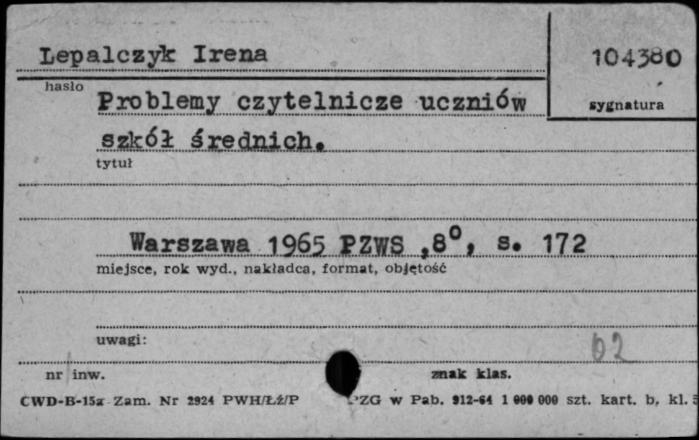 Lepalczyk Irena
104380
hasło
Problemy czytelnicze uczniów
sygnatura
szkół średnich.
tytuł
Warszawa 1965 PZWS ,8°, s. 172
miejsce, rok wyd., nakładca, format, objętość
uwagi:
02
nr inw.
znak klas.
CWD-B-15a Zam. Nr 2924 PWH/Łź/P PZG w Pab. 912-64 1 000 000 szt. kart. b. kl.